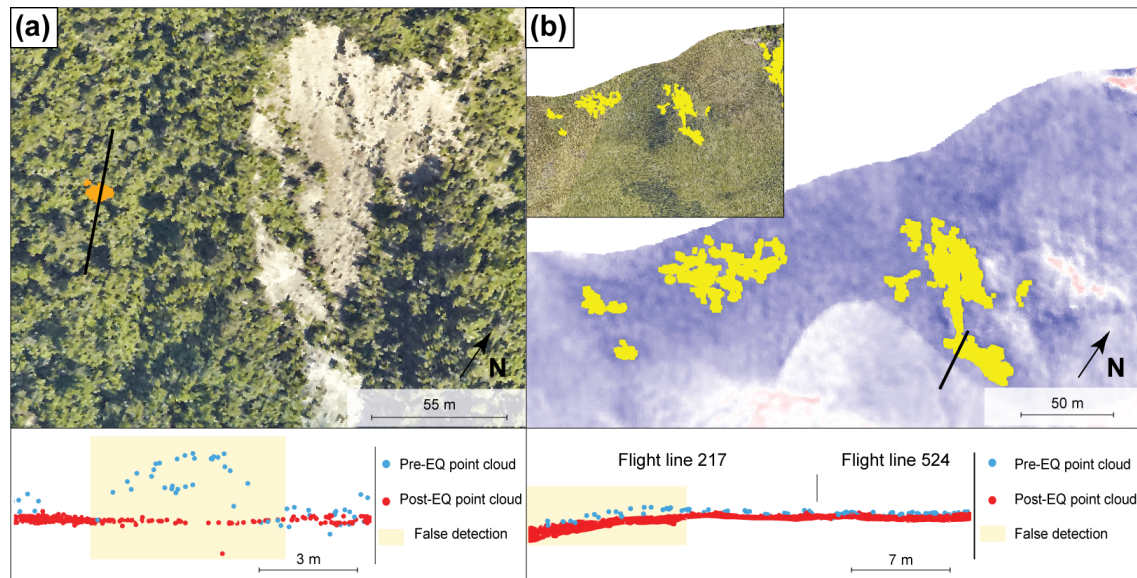 (a)
N
55 m
(b)
N
50 m
Pre-EQ point cloud
Post-EQ point cloud
False detection
3 m
Flight line 217
Flight line 524
Pre-EQ point cloud
Post-EQ point cloud
False detection
7 m